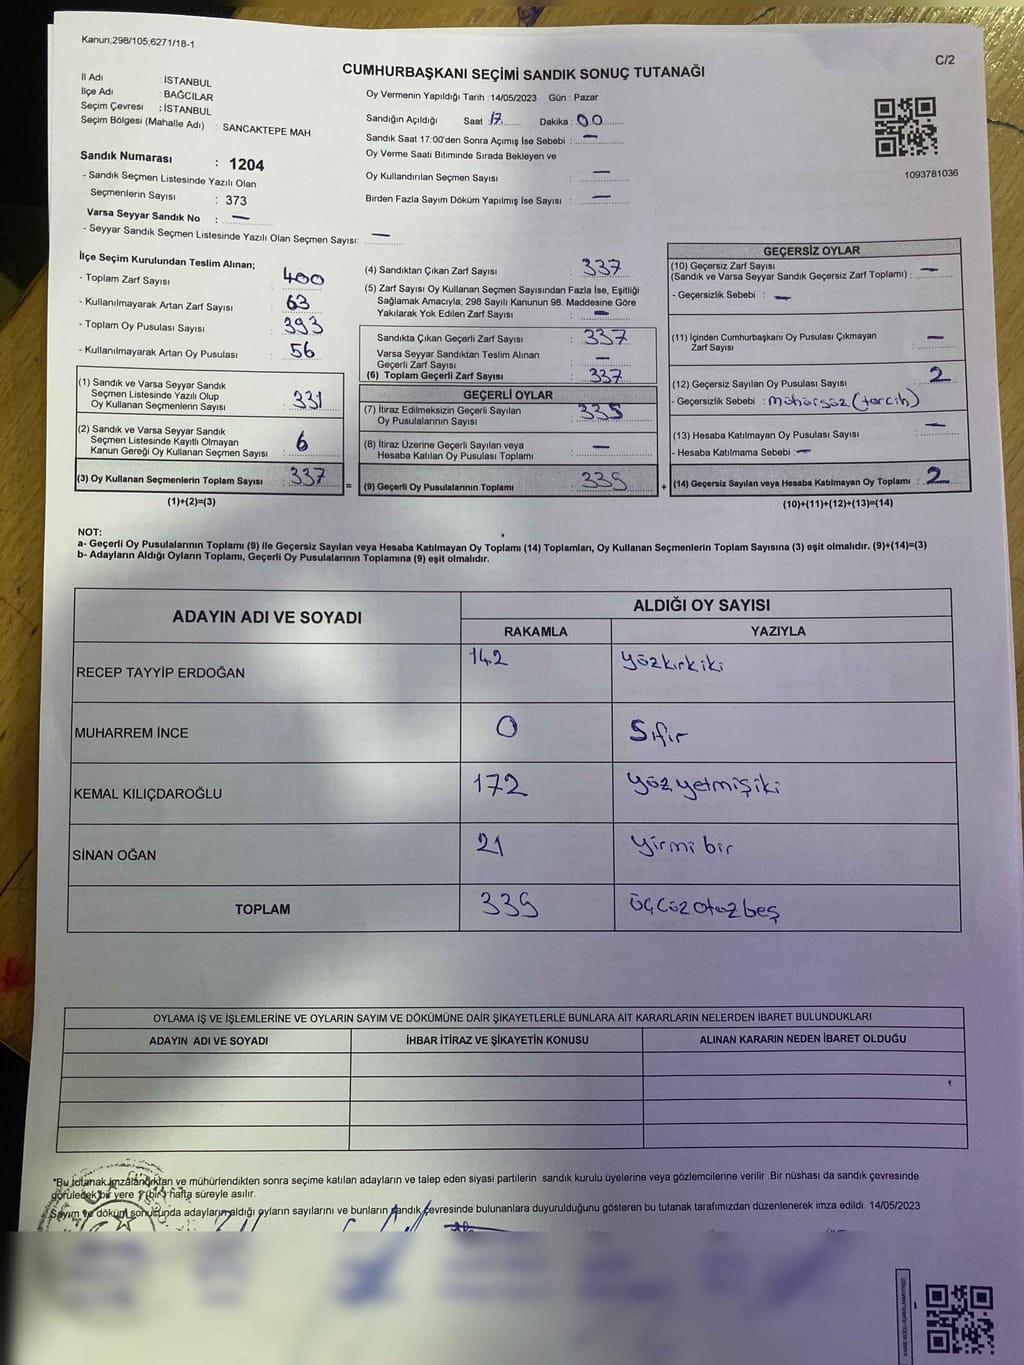 Kanun;298/105;6271/18-1
C/2
CUMHURBAŞKANI SEÇİMİ SANDIK SONUÇ TUTANAĞI
İl Adı : İSTANBUL
İlçe Adı : BAĞCILAR
Seçim Çevresi : İSTANBUL
Seçim Bölgesi (Mahalle Adı) : SANCAKTEPE MAH
Sandık Numarası : 1204
- Sandık Seçmen Listesinde Yazılı Olan
Seçmenlerin Sayısı : 373
Varsa Seyyar Sandık No : —
- Seyyar Sandık Seçmen Listesinde Yazılı Olan Seçmen Sayısı: —
Oy Vermenin Yapıldığı Tarih : 14/05/2023 Gün : Pazar
Sandığın Açıldığı Saat : 17 Dakika : 00
Sandık Saat 17:00'den Sonra Açımış İse Sebebi : —
Oy Verme Saati Bitiminde Sırada Bekleyen ve
Oy Kullandırılan Seçmen Sayısı : —
Birden Fazla Sayım Döküm Yapılmış İse Sayısı : —
1093781036
İlçe Seçim Kurulundan Teslim Alınan;
- Toplam Zarf Sayısı : 400
- Kullanılmayarak Artan Zarf Sayısı : 63
- Toplam Oy Pusulası Sayısı : 393
- Kullanılmayarak Artan Oy Pusulası : 56
(1) Sandık ve Varsa Seyyar Sandık
Seçmen Listesinde Yazılı Olup
Oy Kullanan Seçmenlerin Sayısı : 331
(2) Sandık ve Varsa Seyyar Sandık
Seçmen Listesinde Kayıtlı Olmayan
Kanun Gereği Oy Kullanan Seçmen Sayısı : 6
(3) Oy Kullanan Seçmenlerin Toplam Sayısı : 337
(1)+(2)=(3)
=
(4) Sandıktan Çıkan Zarf Sayısı : 337
(5) Zarf Sayısı Oy Kullanan Seçmen Sayısından Fazla İse, Eşitliği
Sağlamak Amacıyla, 298 Sayılı Kanunun 98. Maddesine Göre
Yakılarak Yok Edilen Zarf Sayısı : —
Sandıkta Çıkan Geçerli Zarf Sayısı : 337
Varsa Seyyar Sandıktan Teslim Alınan
Geçerli Zarf Sayısı : —
(6) Toplam Geçerli Zarf Sayısı : 337
GEÇERLİ OYLAR
(7) İtiraz Edilmeksizin Geçerli Sayılan
Oy Pusulalarının Sayısı : 335
(8) İtiraz Üzerine Geçerli Sayılan veya
Hesaba Katılan Oy Pusulası Toplamı : —
(9) Geçerli Oy Pusulalarının Toplamı : 335
+
GEÇERSİZ OYLAR
(10) Geçersiz Zarf Sayısı
(Sandık ve Varsa Seyyar Sandık Geçersiz Zarf Toplamı) : —
- Geçersizlik Sebebi : —
(11) İçinden Cumhurbaşkanı Oy Pusulası Çıkmayan
Zarf Sayısı : —
(12) Geçersiz Sayılan Oy Pusulası Sayısı : 2
- Geçersizlik Sebebi : mühürsüz (tercih)
(13) Hesaba Katılmayan Oy Pusulası Sayısı : —
- Hesaba Katılmama Sebebi : —
(14) Geçersiz Sayılan veya Hesaba Katılmayan Oy Toplamı : 2
(10)+(11)+(12)+(13)=(14)
NOT:
a- Geçerli Oy Pusulalarının Toplamı (9) ile Geçersiz Sayılan veya Hesaba Katılmayan Oy Toplamı (14) Toplamları, Oy Kullanan Seçmenlerin Toplam Sayısına (3) eşit olmalıdır. (9)+(14)=(3)
b- Adayların Aldığı Oyların Toplamı, Geçerli Oy Pusulalarının Toplamına (9) eşit olmalıdır.
ADAYIN ADI VE SOYADI
ALDIĞI OY SAYISI
RAKAMLA YAZIYLA
RECEP TAYYİP ERDOĞAN 142 yüzkırkiki
MUHARREM İNCE 0 Sıfır
KEMAL KILIÇDAROĞLU 172 yüzyetmişiki
SİNAN OĞAN 21 yirmi bir
TOPLAM 335 üçyüz otuz beş
OYLAMA İŞ VE İŞLEMLERİNE VE OYLARIN SAYIM VE DÖKÜMÜNE DAİR ŞİKAYETLERLE BUNLARA AİT KARARLARIN NELERDEN İBARET BULUNDUKLARI
ADAYIN ADI VE SOYADI İHBAR İTİRAZ VE ŞİKAYETİN KONUSU ALINAN KARARIN NEDEN İBARET OLDUĞU
*Bu tutanak imzalandıktan ve mühürlendikten sonra seçime katılan adayların ve talep eden siyasi partilerin sandık kurulu üyelerine veya gözlemcilerine verilir .Bir nüshası da sandık çevresinde
görülecek bir yere 1 (bir) hafta süreyle asılır.
Sayım ve döküm sonucunda adayların aldığı oyların sayılarını ve bunların sandık çevresinde bulunanlara duyurulduğunu gösteren bu tutanak tarafımızdan düzenlenerek imza edildi. 14/05/2023